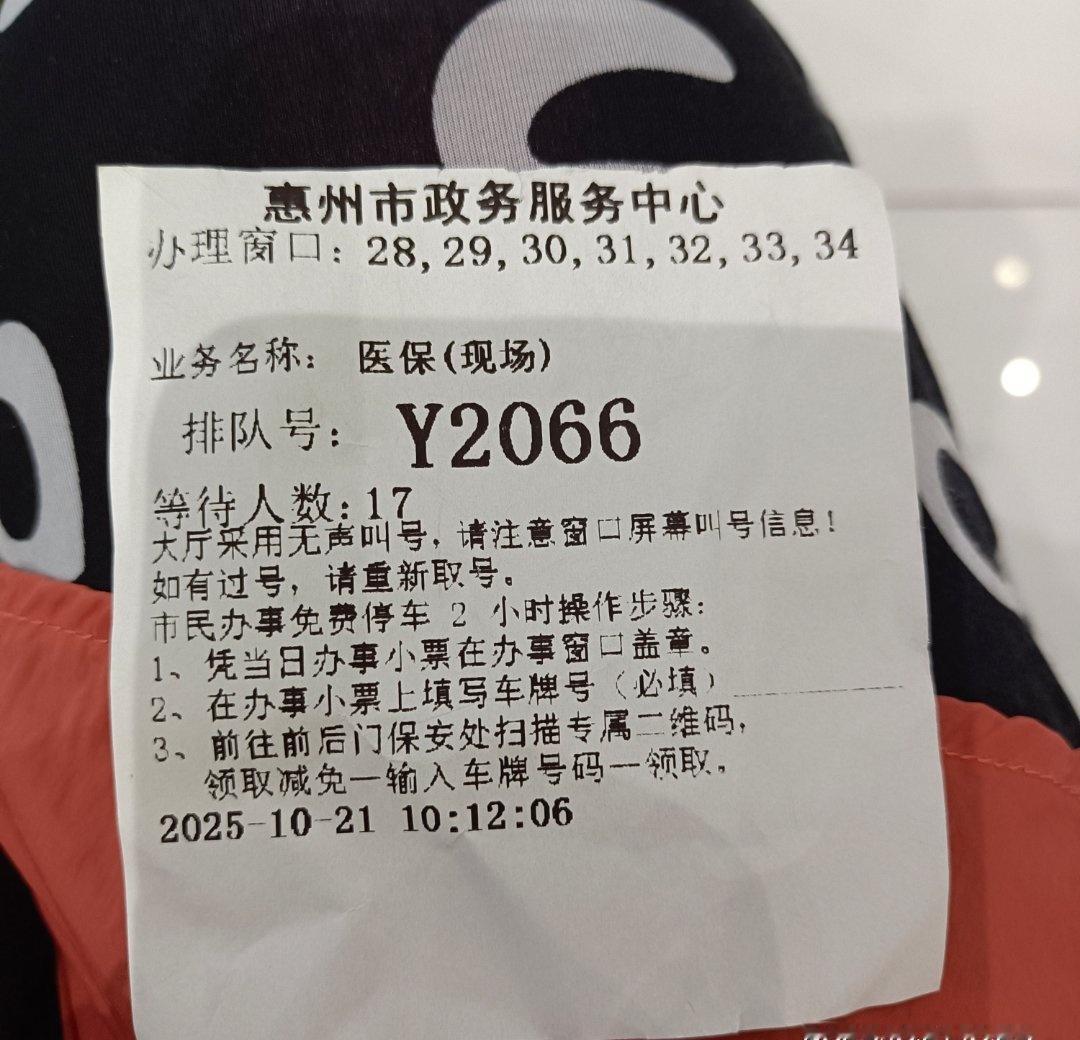 惠州市政务服务中心
办理窗口：28,29,30,31,32,33,34
业务名称： 医保(现场)
排队号： Y2066
等待人数:17
大厅采用无声叫号，请注意窗口屏幕叫号信息！
如有过号，请重新取号。
市民办事免费停车 2 小时操作步骤：
1、凭当日办事小票在办事窗口盖章。
2、在办事小票上填写车牌号（必填）
3、前往前后门保安处扫描专属二维码，
领取减免—输入车牌号码—领取。
2025-10-21 10:12:06